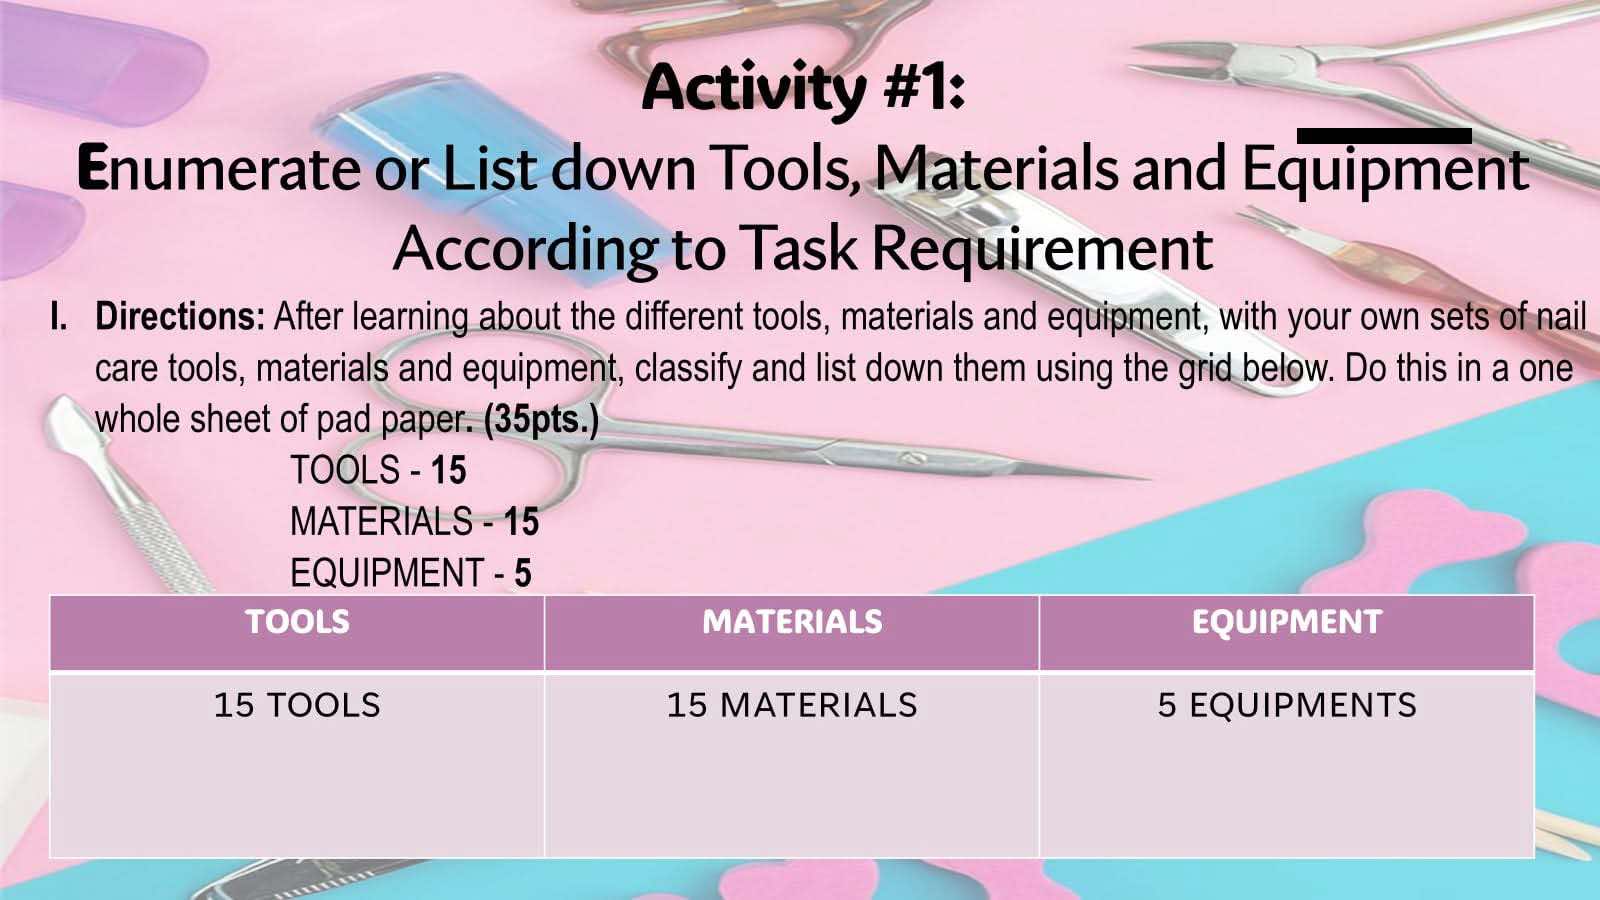 Activity #1:
Enumerate or List down Tools, Materials and Equipment
According to Task Requirement
I. Directions: After learning about the different tools, materials and equipment, with your own sets of nail
care tools, materials and equipment, classify and list down them using the grid below. Do this in a one
whole sheet of pad paper. (35pts.)
TOOLS - 15
MATERIALS - 15
EQUIPMENT - 5
TOOLS MATERIALS EQUIPMENT
15 TOOLS 15 MATERIALS 5 EQUIPMENTS